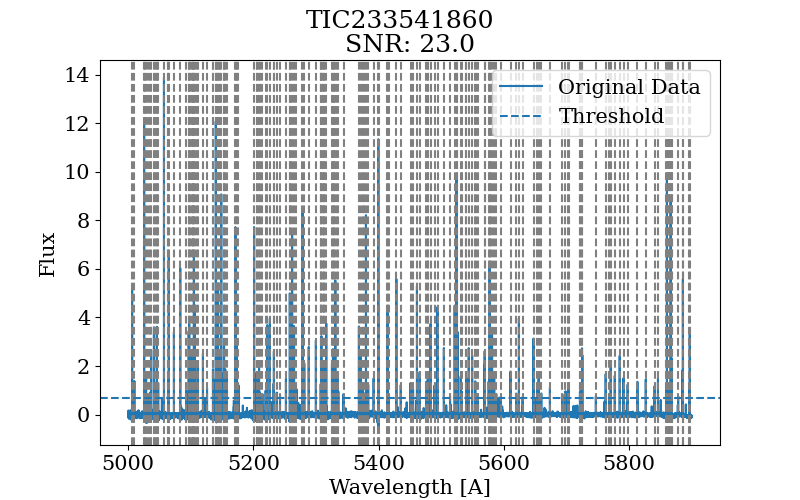 TIC233541860
SNR: 23.0
14
12
10
8
6
4
2
0
Flux
Original Data
Threshold
5000
5200
5400
5600
5800
Wavelength [A]